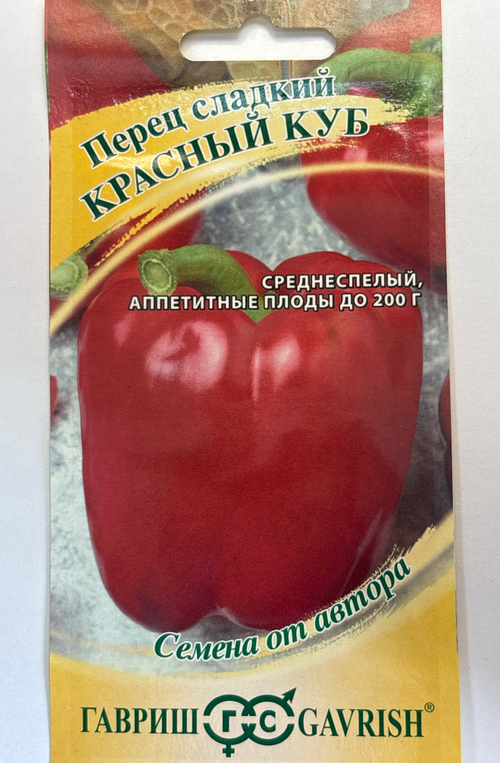 Перец сладкий
КРАСНЫЙ КУБ
СРЕДНЕСПЕЛЫЙ,
АППЕТИТНЫЕ ПЛОДЫ ДО 200 Г
Семена от автора
ГАВРИШ ГС GAVRISH®